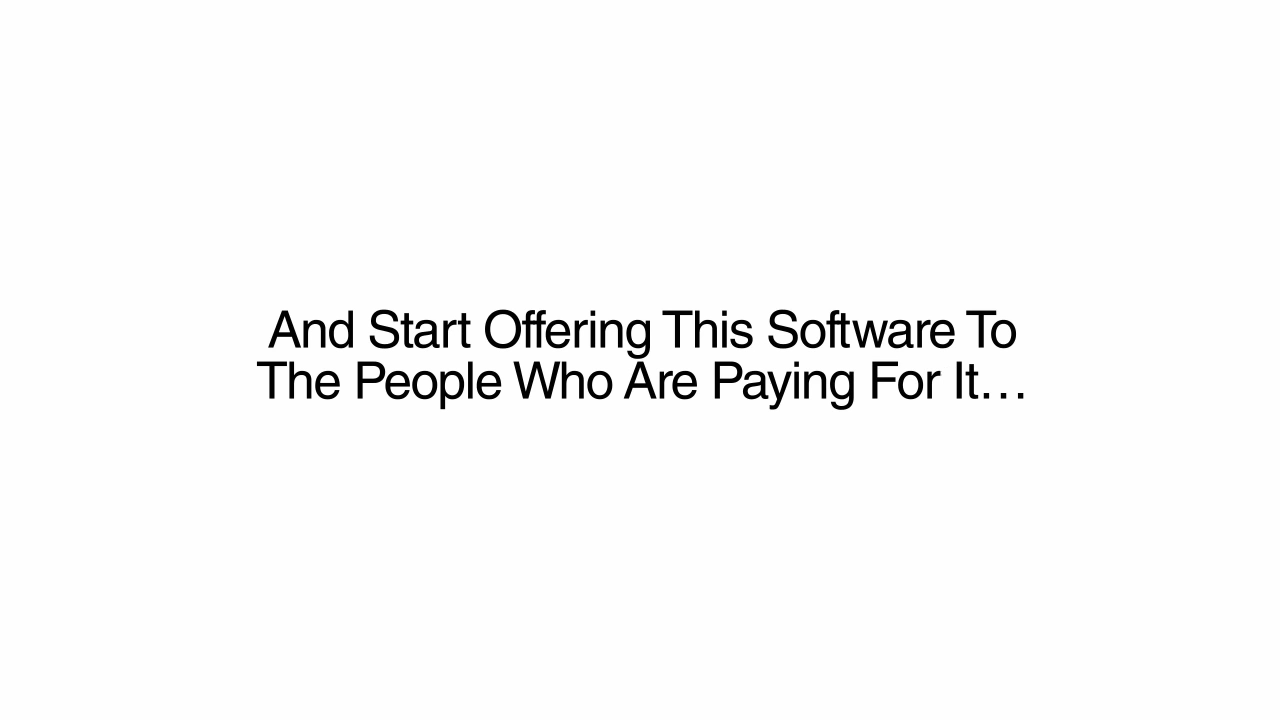 And Start Offering This Software To
The People Who Are Paying For It…